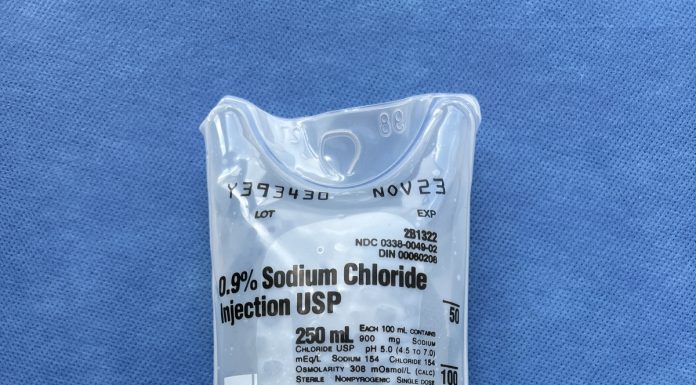 88
Y393430 NOV23
LOT EXP
2B1322
NDC 0338-0049-02
DIN 00060208
0.9% Sodium Chloride
Injection USP
250 mL EACH 100 mL CONTAINS
900 mg SODIUM
CHLORIDE USP pH 5.0 (4.5 TO 7.0)
mEq/L SODIUM 154 CHLORIDE 154
OSMOLARITY 308 mOsmol/L (CALC)
STERILE NONPYROGENIC SINGLE DOSE
50
100